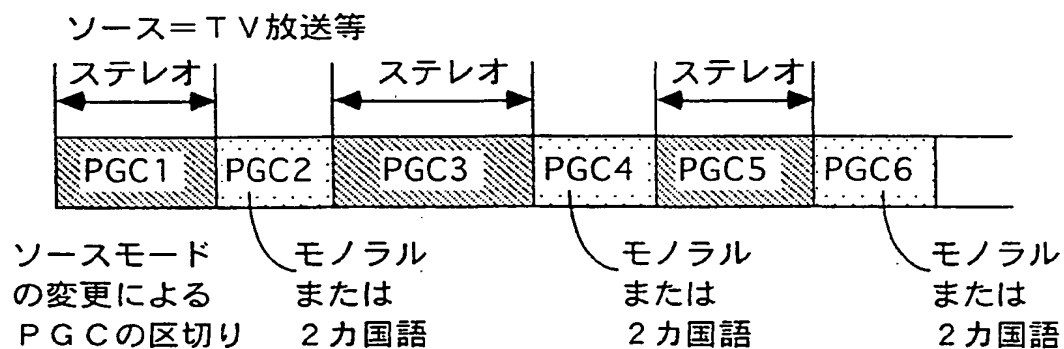 ソース＝ＴＶ放送等
ステレオ ステレオ ステレオ
PGC1 PGC2 PGC3 PGC4 PGC5 PGC6
ソースモード
の変更による
ＰＧＣの区切り
モノラル
または
２カ国語
モノラル
または
２カ国語
モノラル
または
２カ国語